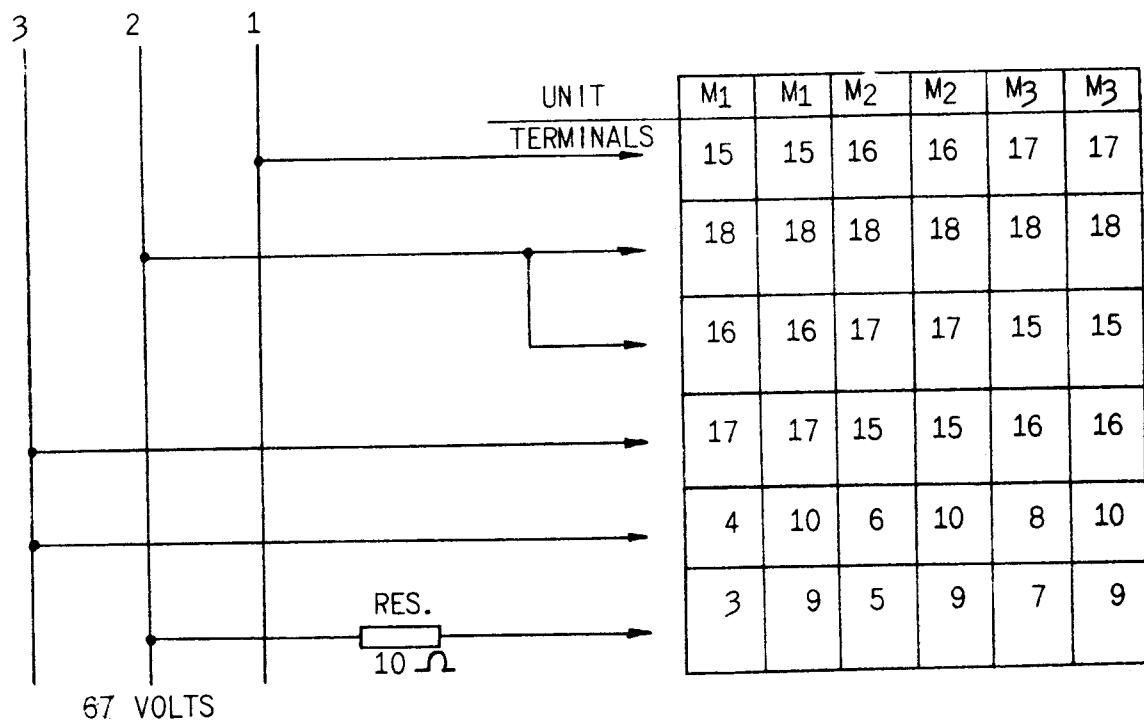 3 2 1
UNIT
TERMINALS
M1 M1 M2 M2 M3 M3
15 15 16 16 17 17
18 18 18 18 18 18
16 16 17 17 15 15
17 17 15 15 16 16
4 10 6 10 8 10
3 9 5 9 7 9
RES.
10 Ω
67 VOLTS